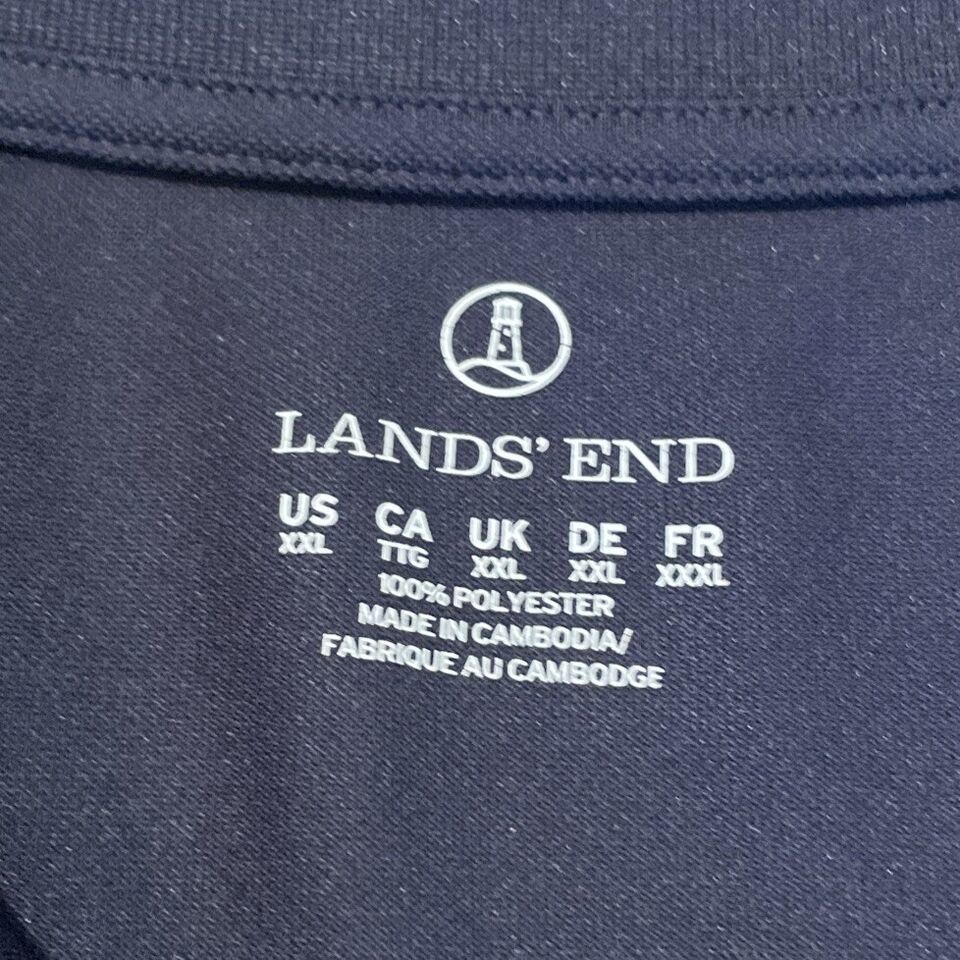 LANDS' END
US CA UK DE FR
XXL TTG XXL XXL XXXL
100% POLYESTER
MADE IN CAMBODIA/
FABRIQUE AU CAMBODGE